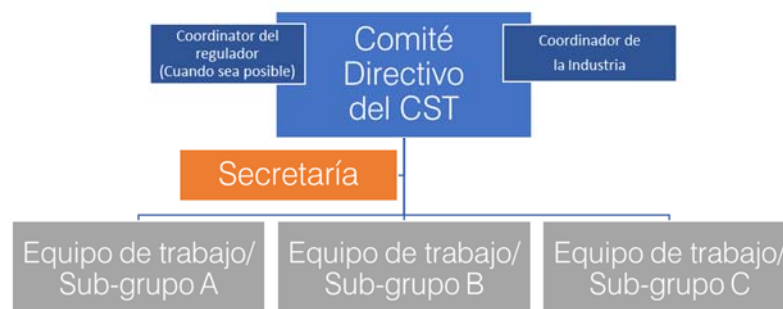 Coordinator del
regulador
(Cuando sea posible)
Comité
Directivo
del CST
Coordinador de
la Industria
Secretaría
Equipo de trabajo/
Sub-grupo A
Equipo de trabajo/
Sub-grupo B
Equipo de trabajo/
Sub-grupo C